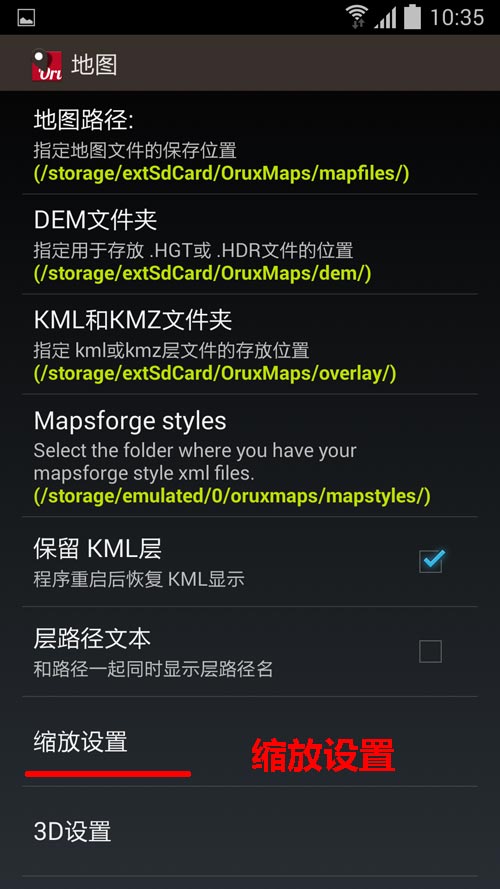 10:35
Oru
地图
地图路径:
指定地图文件的保存位置
(/storage/extSdCard/OruxMaps/mapfiles/)
DEM文件夹
指定用于存放 .HGT或 .HDR文件的位置
(/storage/extSdCard/OruxMaps/dem/)
KML和KMZ文件夹
指定 kml或kmz层文件的存放位置
(/storage/extSdCard/OruxMaps/overlay/)
Mapsforge styles
Select the folder where you have your
mapsforge style xml files.
(/storage/emulated/0/oruxmaps/mapstyles/)
保留 KML层
程序重启后恢复 KML显示
层路径文本
和路径一起同时显示层路径名
缩放设置
缩放设置
3D设置